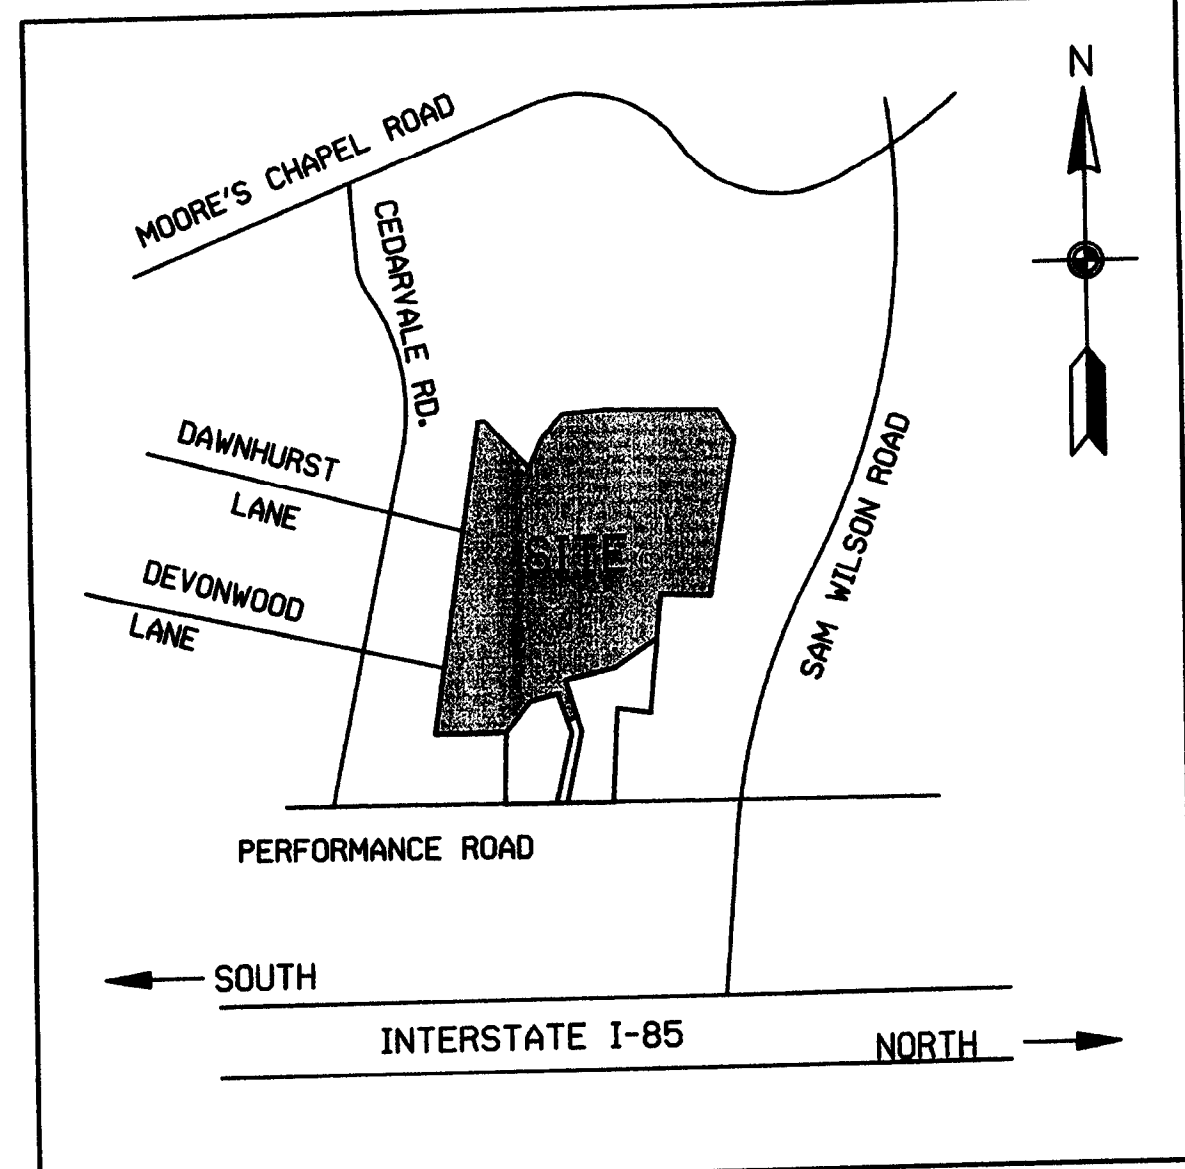 N
MOORE'S CHAPEL ROAD
CEDARVALE RD.
DAWNHURST
LANE
SITE
DEVONWOOD
LANE
SAM WILSON ROAD
PERFORMANCE ROAD
SOUTH
INTERSTATE I-85
NORTH